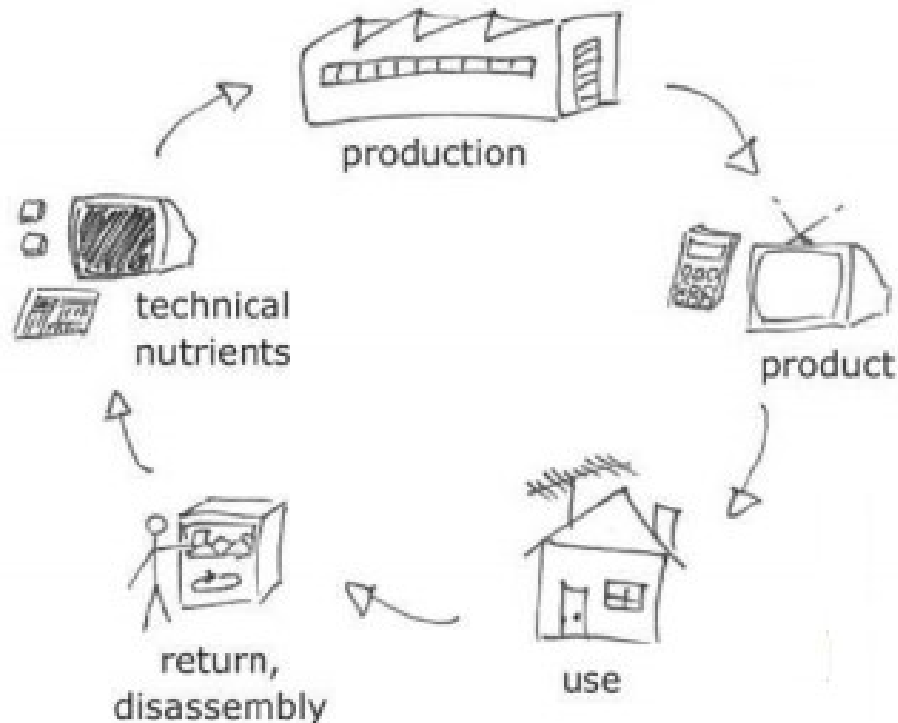 production
product
use
return,
disassembly
technical
nutrients